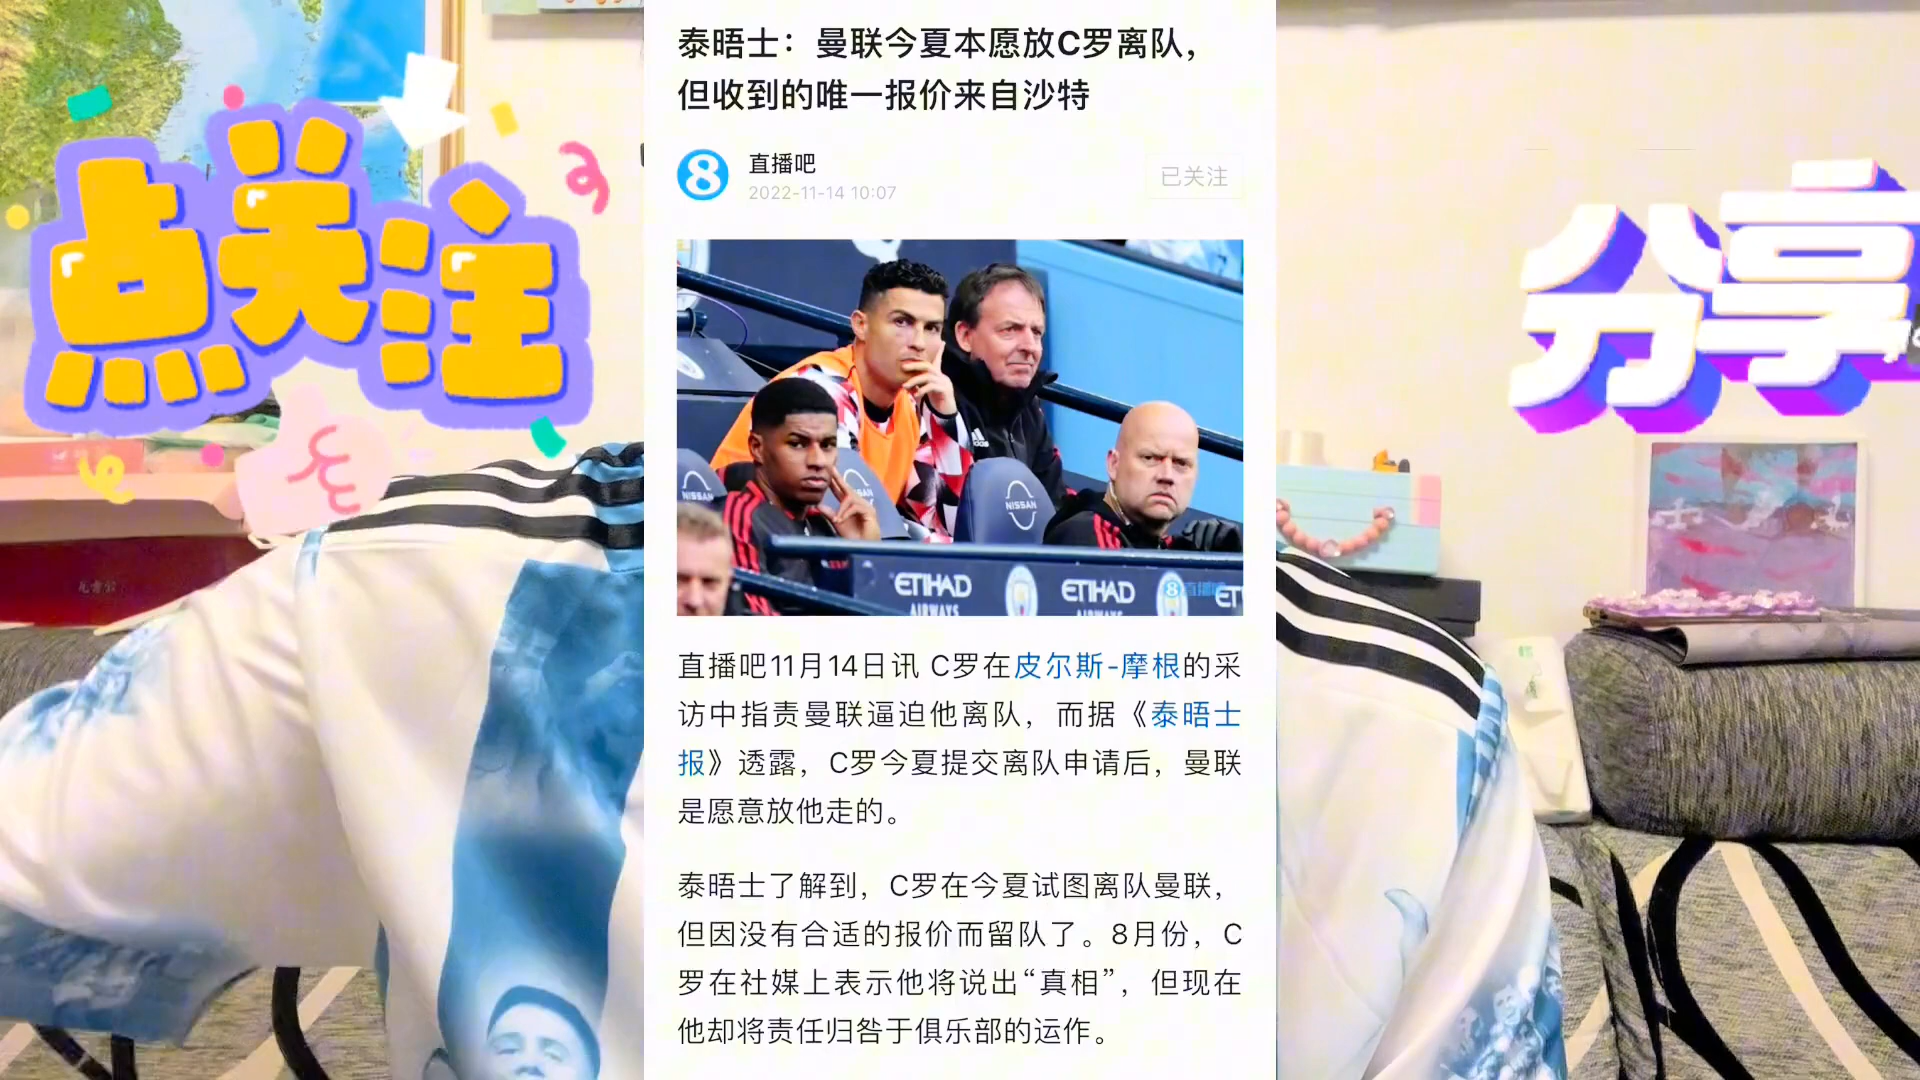 点关注
分享
泰晤士：曼联今夏本愿放C罗离队，
但收到的唯一报价来自沙特
8
直播吧
2022-11-14 10:07
已关注
NISSAN
NISSAN
ETIHAD
AIRWAYS
ETIHAD
8直播吧
ET
直播吧11月14日讯 C罗在皮尔斯-摩根的采
访中指责曼联逼迫他离队，而据《泰晤士
报》透露，C罗今夏提交离队申请后，曼联
是愿意放他走的。
泰晤士了解到，C罗在今夏试图离队曼联，
但因没有合适的报价而留队了。8月份，C
罗在社媒上表示他将说出“真相”，但现在
他却将责任归咎于俱乐部的运作。